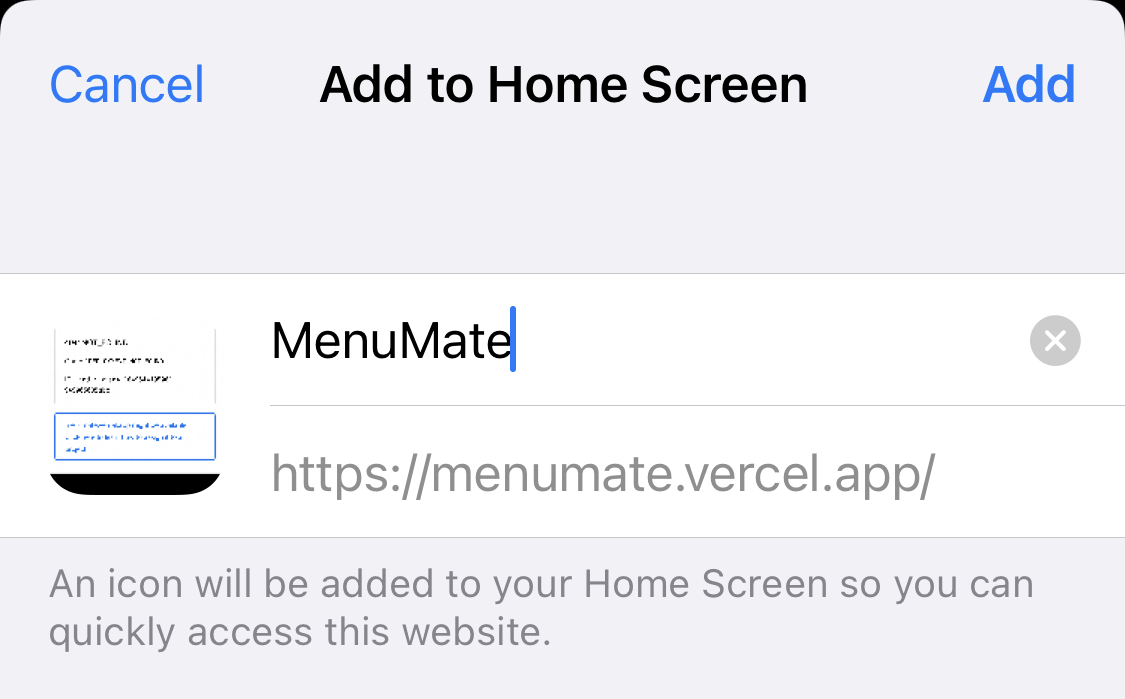 Cancel Add to Home Screen Add
MenuMate
https://menumate.vercel.app/
An icon will be added to your Home Screen so you can
quickly access this website.